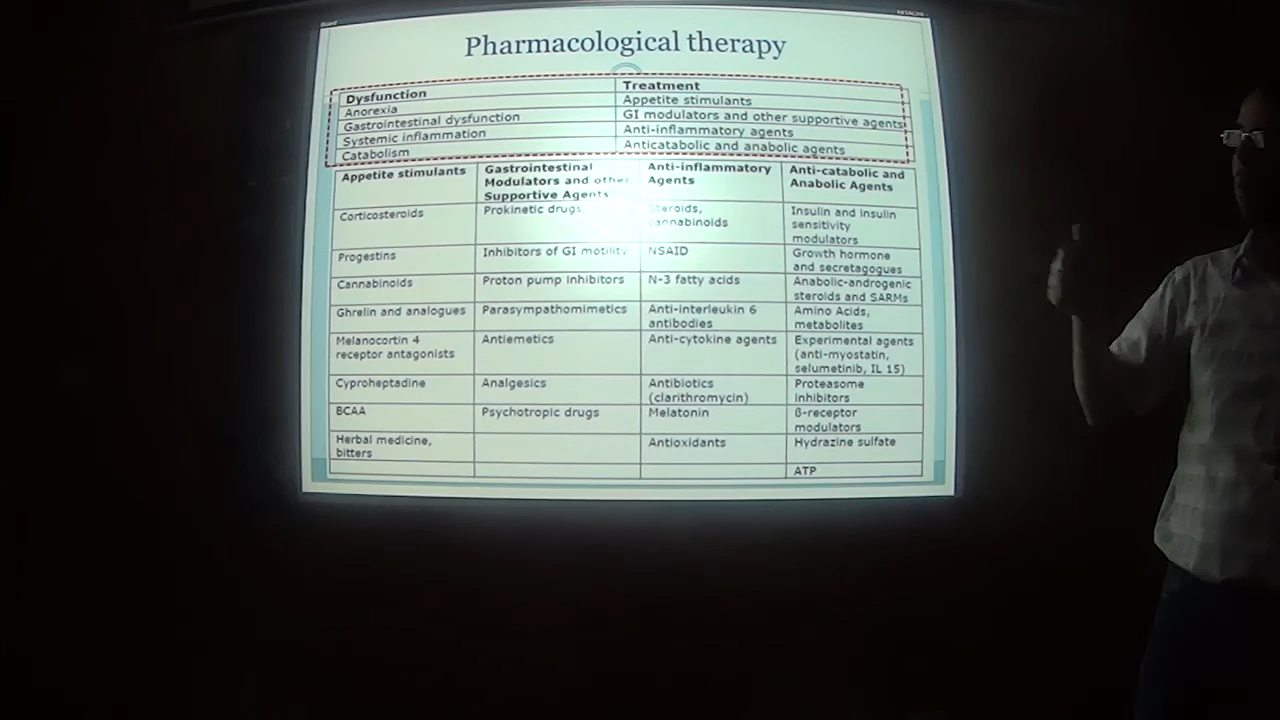 Pharmacological therapy
Dysfunction
Treatment
Anorexia
Appetite stimulants
Gastrointestinal dysfunction
GI modulators and other supportive agents
Systemic inflammation
Anti-inflammatory agents
Catabolism
Anticatabolic and anabolic agents
Appetite stimulants
Gastrointestinal
Modulators and other
Supportive Agents
Anti-inflammatory
Agents
Anti-catabolic and
Anabolic Agents
Corticosteroids
Prokinetic drugs
Steroids,
cannabinoids
Insulin and insulin
sensitivity
modulators
Progestins
Inhibitors of GI motility
NSAID
Growth hormone
and secretagogues
Cannabinoids
Proton pump inhibitors
N-3 fatty acids
Anabolic-androgenic
steroids and SARMs
Ghrelin and analogues
Parasympathomimetics
Anti-interleukin 6
antibodies
Amino Acids,
metabolites
Melanocortin 4
receptor antagonists
Antiemetics
Anti-cytokine agents
Experimental agents
(anti-myostatin,
selumetinib, IL 15)
Cyproheptadine
Analgesics
Antibiotics
(clarithromycin)
Proteasome
inhibitors
BCAA
Psychotropic drugs
Melatonin
β-receptor
modulators
Herbal medicine,
bitters
Antioxidants
Hydrazine sulfate
ATP